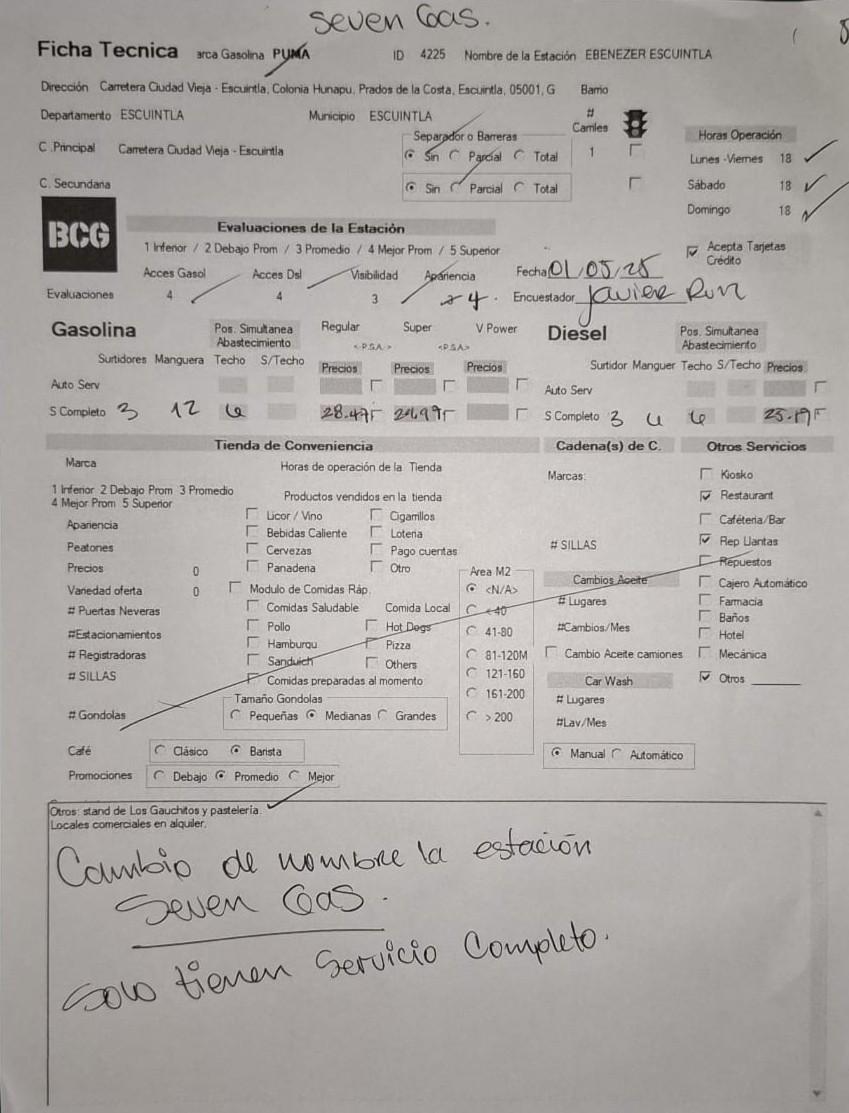 Seven Gas.
Ficha Tecnica arca Gasolina PUMA ID 4225 Nombre de la Estación EBENEZER ESCUINTLA
Dirección Carretera Ciudad Vieja - Escuintla, Colonia Hunapu, Prados de la Costa, Escuintla, 05001, G Barrio
Departamento ESCUINTLA Municipio ESCUINTLA # Carriles
Separador o Barreras Horas Operación
C .Principal Carretera Ciudad Vieja - Escuintla Sin Parcial Total 1 Lunes -Viernes 18
C. Secundaria Sin Parcial Total Sábado 18
Domingo 18
BCG
Evaluaciones de la Estación
1 Inferior / 2 Debajo Prom / 3 Promedio / 4 Mejor Prom / 5 Superior Acepta Tarjetas Crédito
Acces Gasol Acces Dsl Visibilidad Apariencia Fecha 01/05/25
Evaluaciones 4 4 3 4. Encuestador Javier
Gasolina Pos. Simultanea Abastecimiento Regular Super V Power Diesel Pos. Simultanea Abastecimiento
<-P.S.A.-> <-P.S.A>
Surtidores Manguera Techo S/Techo Precios Precios Precios Surtidor Manguer Techo S/Techo Precios
Auto Serv Auto Serv
S Completo 3 12 6 28.49 S Completo 3 6
Tienda de Conveniencia Cadena(s) de C. Otros Servicios
Marca Horas de operación de la Tienda Marcas: Kiosko
1 Inferior 2 Debajo Prom 3 Promedio
4 Mejor Prom 5 Superior Productos vendidos en la tienda Restaurant
Apariencia Licor / Vino Cigarrillos Caféteria/Bar
Peatones Bebidas Caliente Loteria # SILLAS Rep Llantas
Cervezas Pago cuentas Repuestos
Precios 0 Panaderia Otro Area M2 Cambios Aceite Cajero Automático
Variedad oferta 0 Modulo de Comidas Ráp. <N/A> # Lugares Farmacia
# Puertas Neveras Comidas Saludable Comida Local < 40 Baños
#Estacionamientos Pollo Hot Dogs 41-80 #Cambios/Mes Hotel
# Registradoras Hamburqu Pizza 81-120M Cambio Aceite camiones Mecánica
# SILLAS Sanduich Others 121-160 Car Wash Otros
Comidas preparadas al momento 161-200 # Lugares
Tamaño Gondolas
# Gondolas Pequeñas Medianas Grandes > 200 #Lav/Mes
Café Clásico Barista Manual Automático
Promociones Debajo Promedio Mejor
Otros: stand de Los Gauchitos y pastelería.
Locales comerciales en alquiler.
Cambio de nombre la estación
Seven Gas.
Solo tienen Servicio Completo.